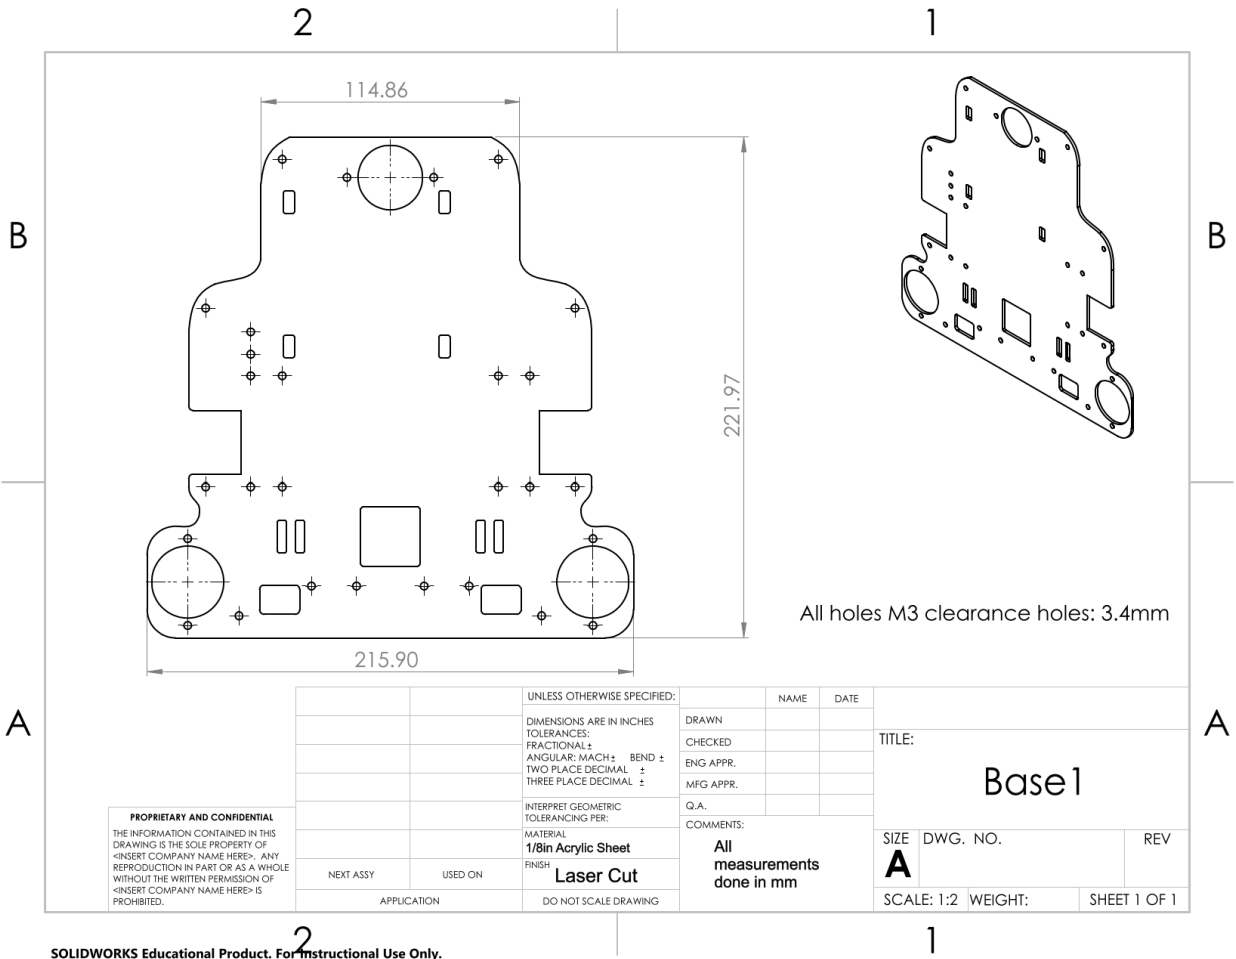 2
1
114.86
B
B
221.97
All holes M3 clearance holes: 3.4mm
215.90
A
A
UNLESS OTHERWISE SPECIFIED:
DIMENSIONS ARE IN INCHES
TOLERANCES:
FRACTIONAL ±
ANGULAR: MACH ± BEND ±
TWO PLACE DECIMAL ±
THREE PLACE DECIMAL ±
INTERPRET GEOMETRIC
TOLERANCING PER:
MATERIAL
1/8in Acrylic Sheet
FINISH
Laser Cut
DO NOT SCALE DRAWING
NAME DATE
DRAWN
CHECKED
ENG APPR.
MFG APPR.
Q.A.
COMMENTS:
All
measurements
done in mm
TITLE:
Base1
SIZE DWG. NO. REV
A
SCALE: 1:2 WEIGHT: SHEET 1 OF 1
PROPRIETARY AND CONFIDENTIAL
THE INFORMATION CONTAINED IN THIS
DRAWING IS THE SOLE PROPERTY OF
<INSERT COMPANY NAME HERE>. ANY
REPRODUCTION IN PART OR AS A WHOLE
WITHOUT THE WRITTEN PERMISSION OF
<INSERT COMPANY NAME HERE> IS
PROHIBITED.
NEXT ASSY USED ON
APPLICATION
2
1
SOLIDWORKS Educational Product. For Instructional Use Only.